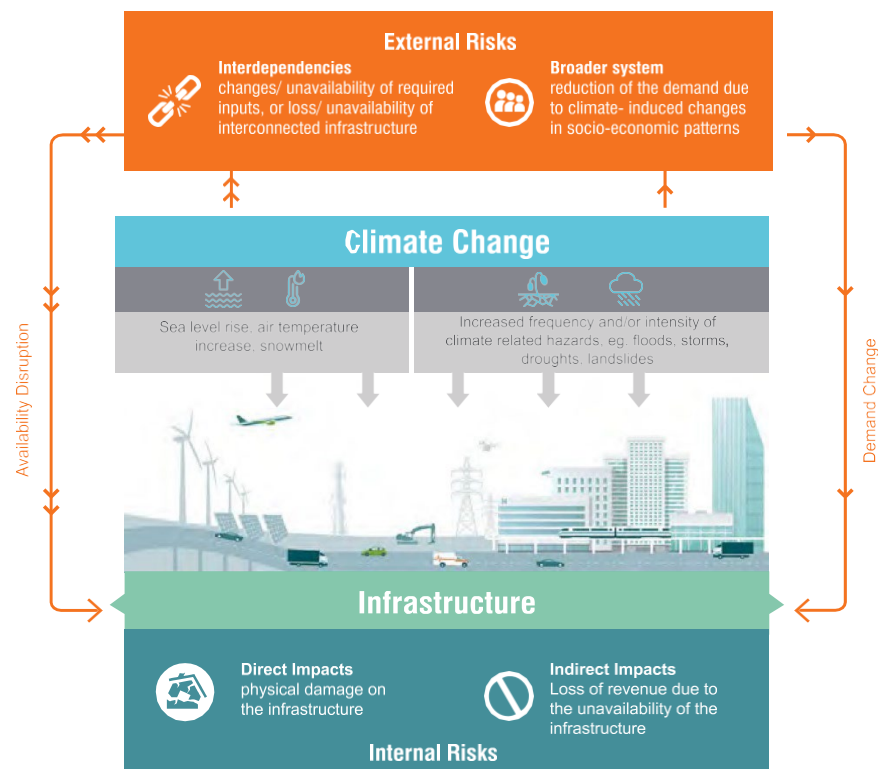 External Risks
Interdependencies
changes/ unavailability of required
inputs, or loss/ unavailability of
interconnected infrastructure
Broader system
reduction of the demand due
to climate- induced changes
in socio-economic patterns
Climate Change
Sea level rise, air temperature
increase, snowmelt
Increased frequency and/or intensity of
climate related hazards, eg. floods, storms,
droughts, landslides
Availability Disruption
Demand Change
Infrastructure
Direct Impacts
physical damage on
the infrastructure
Indirect Impacts
Loss of revenue due to
the unavailability of the
infrastructure
Internal Risks